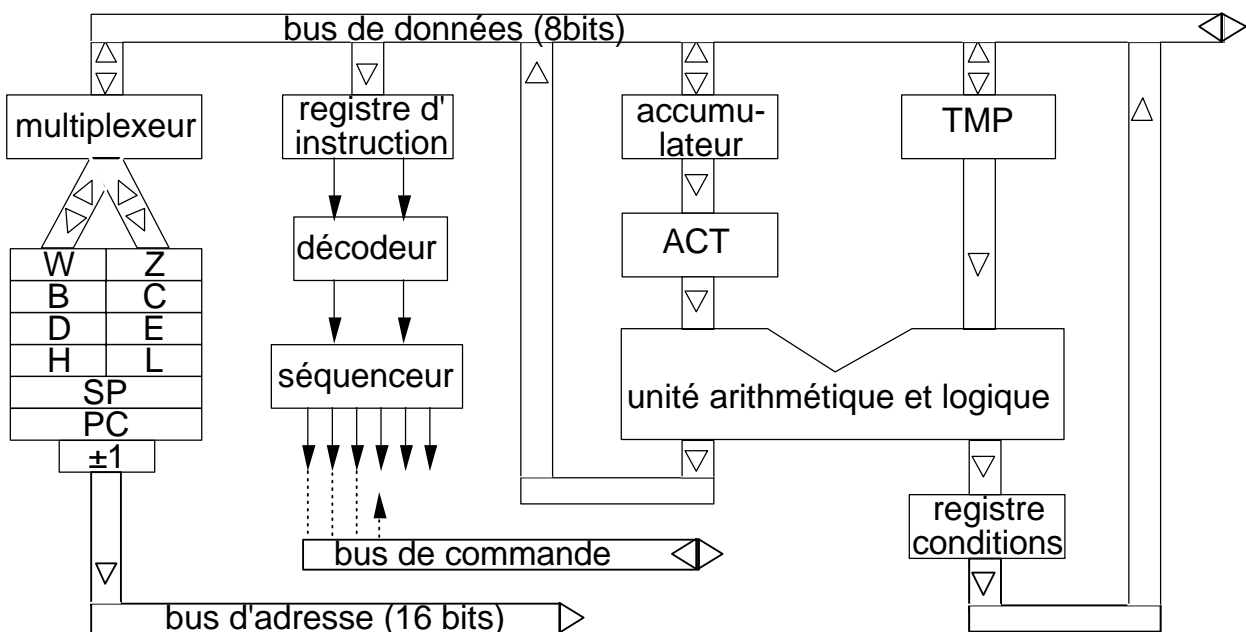 bus de données (8bits)
multiplexeur
registre d'
instruction
accumu-
lateur
TMP
décodeur
ACT
W Z
B C
D E
H L
SP
PC
±1
séquenceur
unité arithmétique et logique
registre
conditions
bus de commande
bus d'adresse (16 bits)